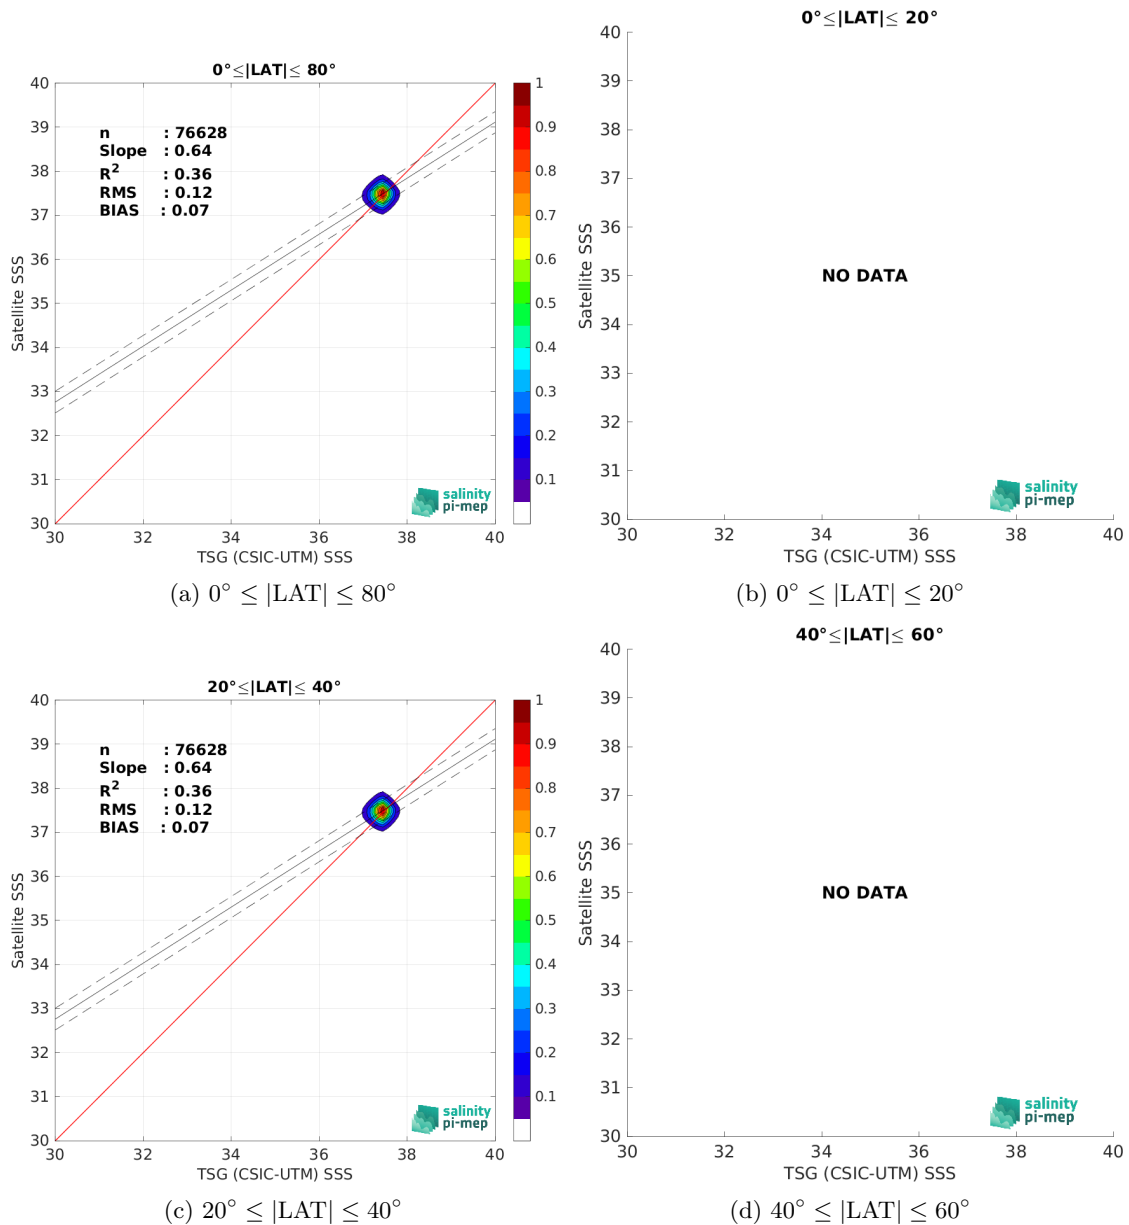 0°≤|LAT|≤ 80°
40
39
38
37
36
35
34
33
32
31
30
Satellite SSS
n : 76628
Slope : 0.64
R² : 0.36
RMS : 0.12
BIAS : 0.07
salinity
pi-mep
30 32 34 36 38 40
TSG (CSIC-UTM) SSS
1
0.9
0.8
0.7
0.6
0.5
0.4
0.3
0.2
0.1
(a) 0° ≤ |LAT| ≤ 80°
0°≤|LAT|≤ 20°
40
39
38
37
36
35
34
33
32
31
30
Satellite SSS
NO DATA
salinity
pi-mep
30 32 34 36 38 40
TSG (CSIC-UTM) SSS
(b) 0° ≤ |LAT| ≤ 20°
20°≤|LAT|≤ 40°
40
39
38
37
36
35
34
33
32
31
30
Satellite SSS
n : 76628
Slope : 0.64
R² : 0.36
RMS : 0.12
BIAS : 0.07
salinity
pi-mep
30 32 34 36 38 40
TSG (CSIC-UTM) SSS
1
0.9
0.8
0.7
0.6
0.5
0.4
0.3
0.2
0.1
(c) 20° ≤ |LAT| ≤ 40°
40°≤|LAT|≤ 60°
40
39
38
37
36
35
34
33
32
31
30
Satellite SSS
NO DATA
salinity
pi-mep
30 32 34 36 38 40
TSG (CSIC-UTM) SSS
(d) 40° ≤ |LAT| ≤ 60°